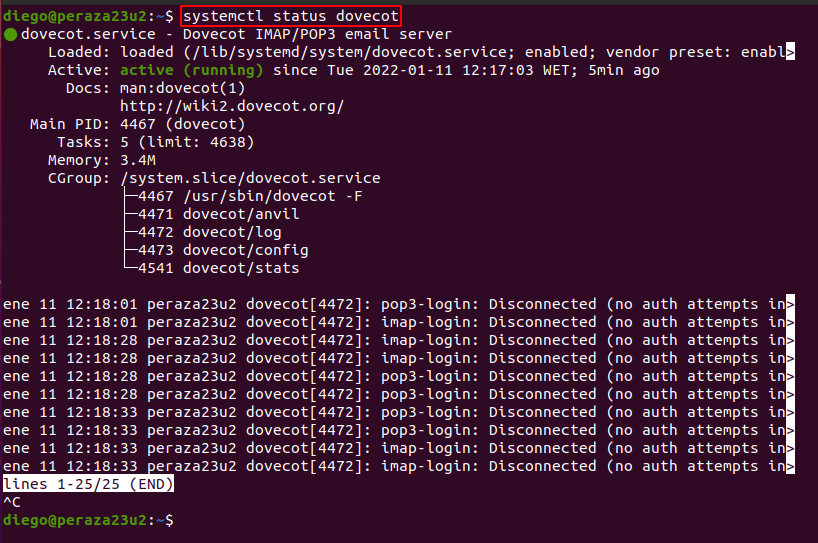 diego@peraza23u2:~$ systemctl status dovecot
● dovecot.service - Dovecot IMAP/POP3 email server
     Loaded: loaded (/lib/systemd/system/dovecot.service; enabled; vendor preset: enabl>
     Active: active (running) since Tue 2022-01-11 12:17:03 WET; 5min ago
       Docs: man:dovecot(1)
             http://wiki2.dovecot.org/
   Main PID: 4467 (dovecot)
      Tasks: 5 (limit: 4638)
     Memory: 3.4M
     CGroup: /system.slice/dovecot.service
             ├─4467 /usr/sbin/dovecot -F
             ├─4471 dovecot/anvil
             ├─4472 dovecot/log
             ├─4473 dovecot/config
             └─4541 dovecot/stats
ene 11 12:18:01 peraza23u2 dovecot[4472]: pop3-login: Disconnected (no auth attempts in>
ene 11 12:18:01 peraza23u2 dovecot[4472]: imap-login: Disconnected (no auth attempts in>
ene 11 12:18:28 peraza23u2 dovecot[4472]: imap-login: Disconnected (no auth attempts in>
ene 11 12:18:28 peraza23u2 dovecot[4472]: imap-login: Disconnected (no auth attempts in>
ene 11 12:18:28 peraza23u2 dovecot[4472]: pop3-login: Disconnected (no auth attempts in>
ene 11 12:18:28 peraza23u2 dovecot[4472]: pop3-login: Disconnected (no auth attempts in>
ene 11 12:18:33 peraza23u2 dovecot[4472]: pop3-login: Disconnected (no auth attempts in>
ene 11 12:18:33 peraza23u2 dovecot[4472]: pop3-login: Disconnected (no auth attempts in>
ene 11 12:18:33 peraza23u2 dovecot[4472]: imap-login: Disconnected (no auth attempts in>
ene 11 12:18:33 peraza23u2 dovecot[4472]: imap-login: Disconnected (no auth attempts in>
lines 1-25/25 (END)
^C
diego@peraza23u2:~$